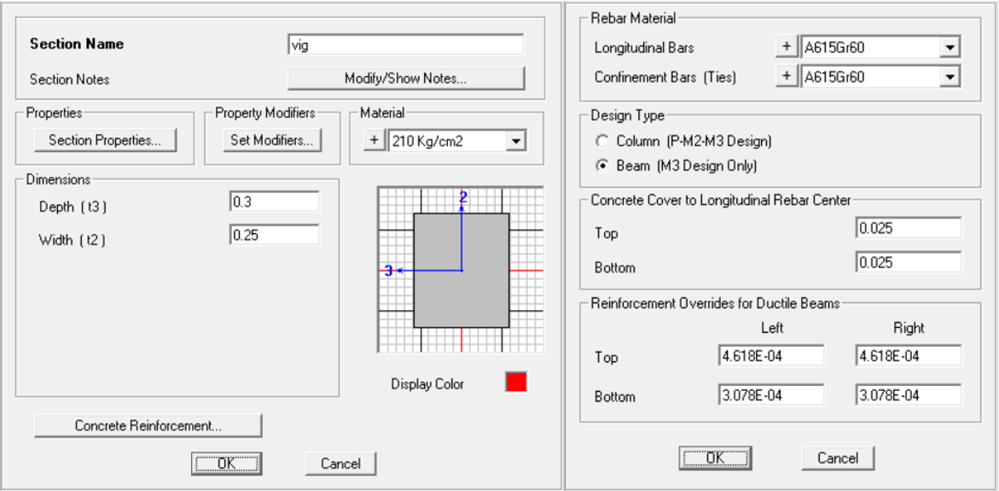 Section Name vig
Section Notes Modify/Show Notes...
Properties Property Modifiers Material
Section Properties... Set Modifiers... + 210 Kg/cm2
Dimensions
Depth ( t3 ) 0.3
Width ( t2 ) 0.25
2
3
Display Color
Concrete Reinforcement...
OK Cancel
Rebar Material
Longitudinal Bars + A615Gr60
Confinement Bars (Ties) + A615Gr60
Design Type
Column (P-M2-M3 Design)
Beam (M3 Design Only)
Concrete Cover to Longitudinal Rebar Center
Top 0.025
Bottom 0.025
Reinforcement Overrides for Ductile Beams
Left Right
Top 4.618E-04 4.618E-04
Bottom 3.078E-04 3.078E-04
OK Cancel